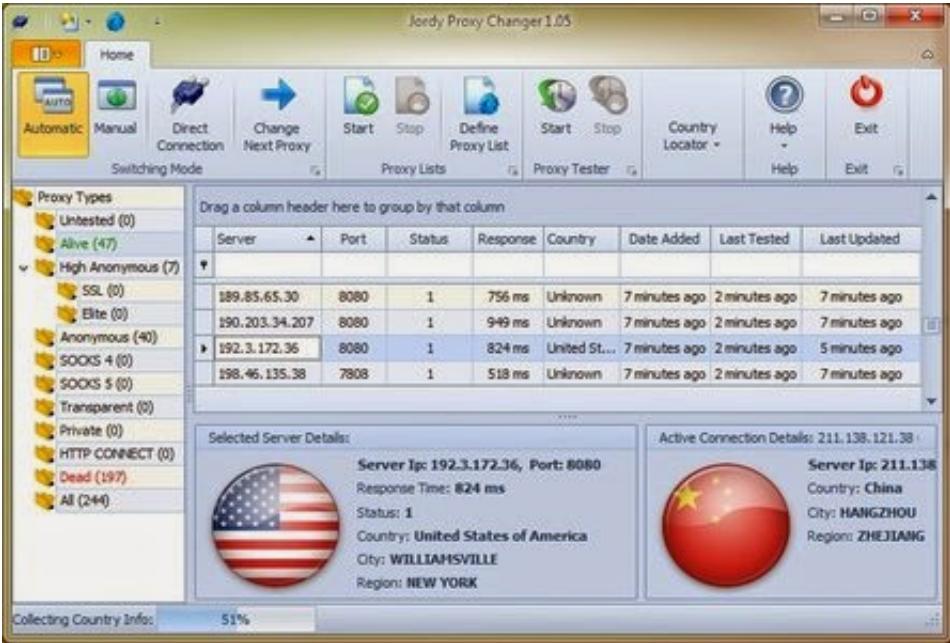 Jordy Proxy Changer 1.05
Home
Automatic Manual Direct Connection Change Next Proxy Start Stop Define Proxy List Start Stop Country Locator Help Exit
Switching Mode Proxy Lists Proxy Tester Help Exit
Proxy Types
Untested (0)
Alive (47)
High Anonymous (7)
SSL (0)
Elite (0)
Anonymous (40)
SOCKS 4 (0)
SOCKS 5 (0)
Transparent (0)
Private (0)
HTTP CONNECT (0)
Dead (197)
All (244)
Drag a column header here to group by that column
Server Port Status Response Country Date Added Last Tested Last Updated
189.85.65.30 8080 1 756 ms Unknown 7 minutes ago 2 minutes ago 7 minutes ago
190.203.34.207 8080 1 949 ms Unknown 7 minutes ago 2 minutes ago 7 minutes ago
192.3.172.36 8080 1 824 ms United St... 7 minutes ago 2 minutes ago 5 minutes ago
198.46.135.38 7808 1 518 ms Unknown 7 minutes ago 2 minutes ago 7 minutes ago
Selected Server Details:
Server Ip: 192.3.172.36, Port: 8080
Response Time: 824 ms
Status: 1
Country: United States of America
City: WILLIAMSVILLE
Region: NEW YORK
Active Connection Details: 211.138.121.38
Server Ip: 211.138
Country: China
City: HANGZHOU
Region: ZHEJIANG
Collecting Country Info: 51%